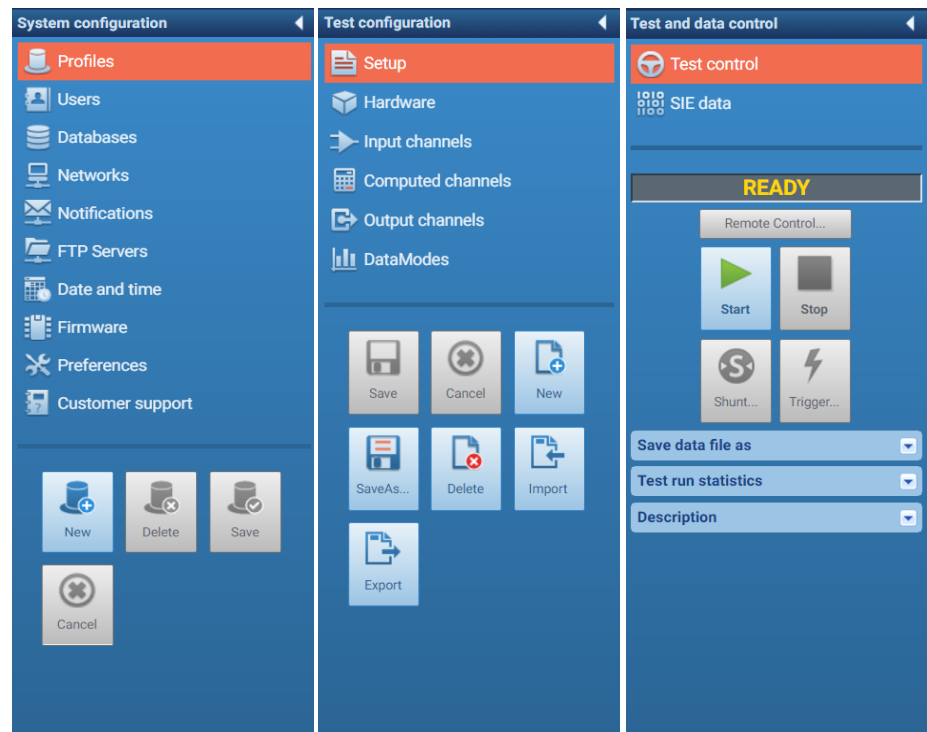 System configuration
Profiles
Users
Databases
Networks
Notifications
FTP Servers
Date and time
Firmware
Preferences
Customer support
New
Delete
Save
Cancel
Test configuration
Setup
Hardware
Input channels
Computed channels
Output channels
DataModes
Save
Cancel
New
SaveAs...
Delete
Import
Export
Test and data control
Test control
SIE data
READY
Remote Control...
Start
Stop
Shunt...
Trigger...
Save data file as
Test run statistics
Description